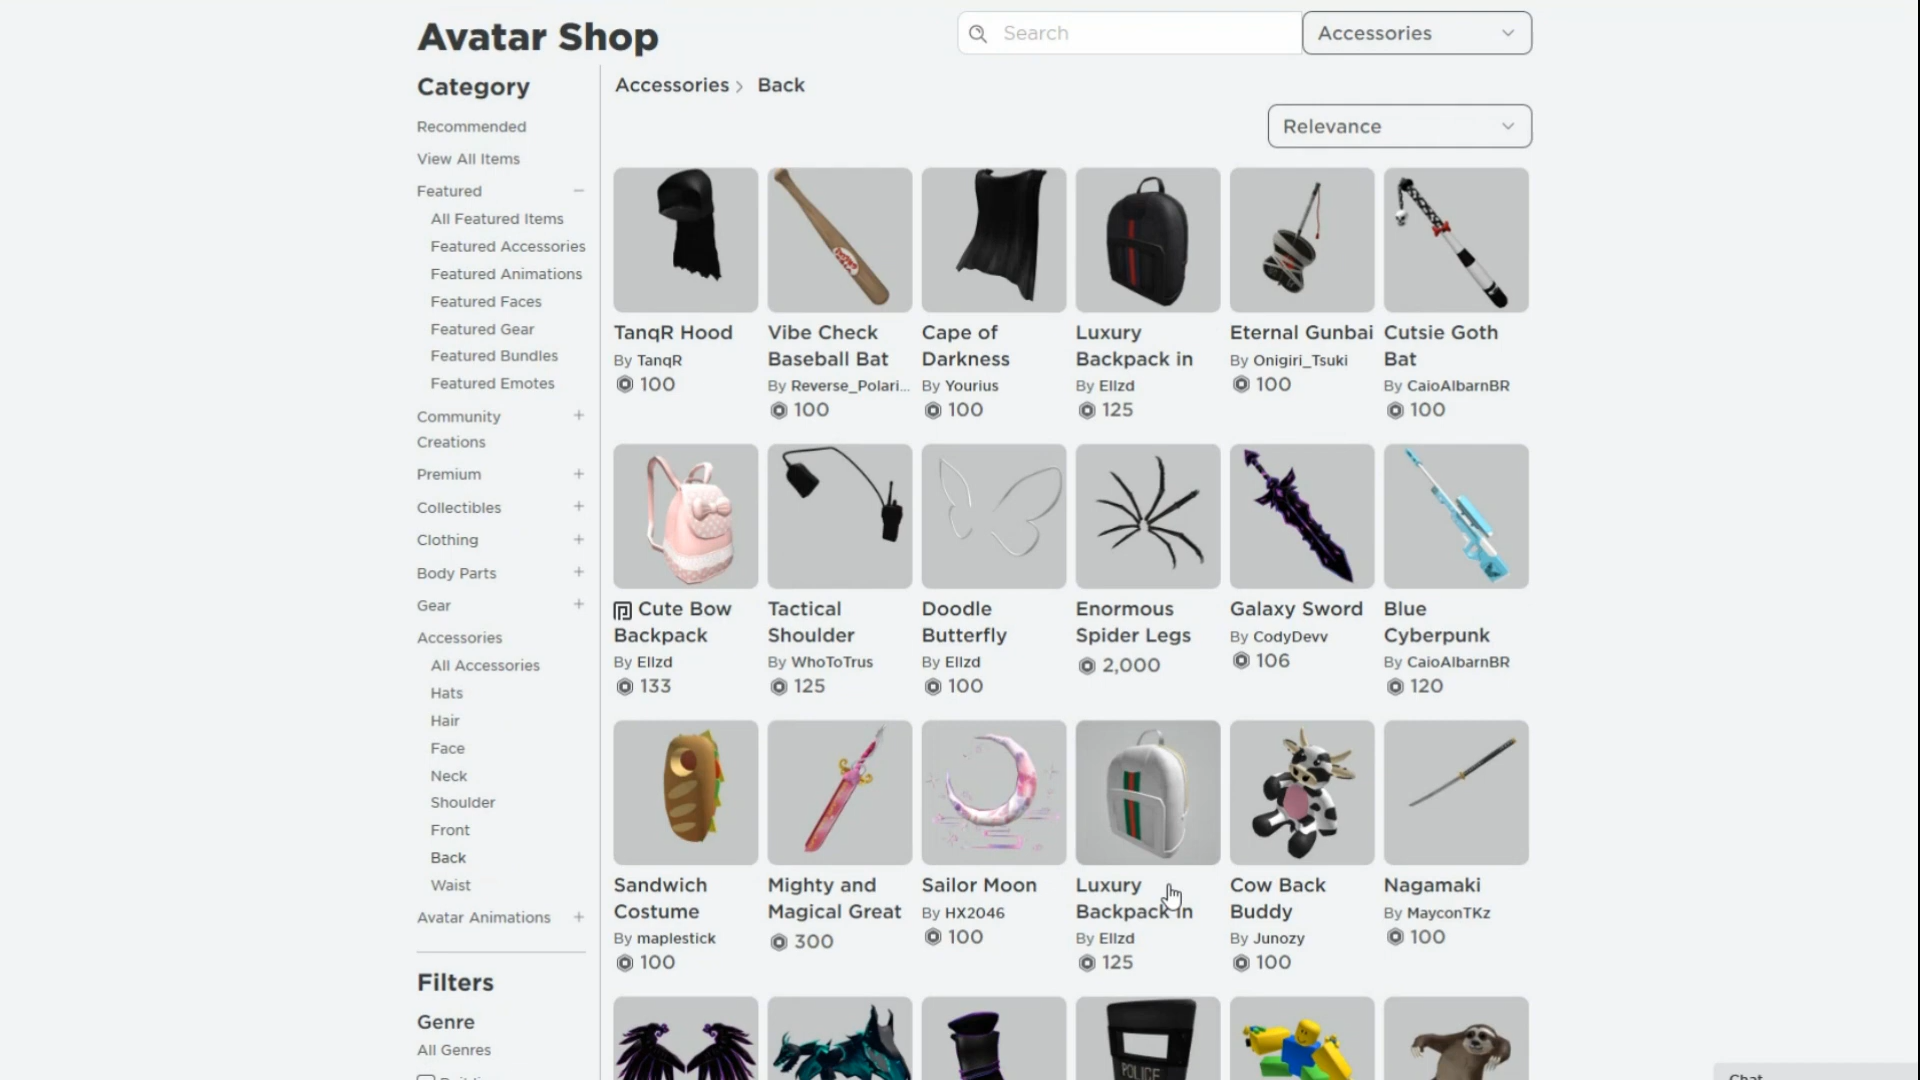 Avatar Shop
Search
Accessories
Category
Recommended
View All Items
Featured
All Featured Items
Featured Accessories
Featured Animations
Featured Faces
Featured Gear
Featured Bundles
Featured Emotes
Community
Creations
Premium
Collectibles
Clothing
Body Parts
Gear
Accessories
All Accessories
Hats
Hair
Face
Neck
Shoulder
Front
Back
Waist
Avatar Animations
Filters
Genre
All Genres
Accessories > Back
Relevance
TanqR Hood
By TanqR
100
Vibe Check
Baseball Bat
By Reverse_Polari...
100
Cape of
Darkness
By Yourius
100
Luxury
Backpack in
By Ellzd
125
Eternal Gunbai
By Onigiri_Tsuki
100
Cutsie Goth
Bat
By CaioAlbarnBR
100
Cute Bow
Backpack
By Ellzd
133
Tactical
Shoulder
By WhoToTrus
125
Doodle
Butterfly
By Ellzd
100
Enormous
Spider Legs
2,000
Galaxy Sword
By CodyDevv
106
Blue
Cyberpunk
By CaioAlbarnBR
120
Sandwich
Costume
By maplestick
100
Mighty and
Magical Great
300
Sailor Moon
By HX2046
100
Luxury
Backpack in
By Ellzd
125
Cow Back
Buddy
By Junozy
100
Nagamaki
By MayconTKz
100
POLICE
Chat